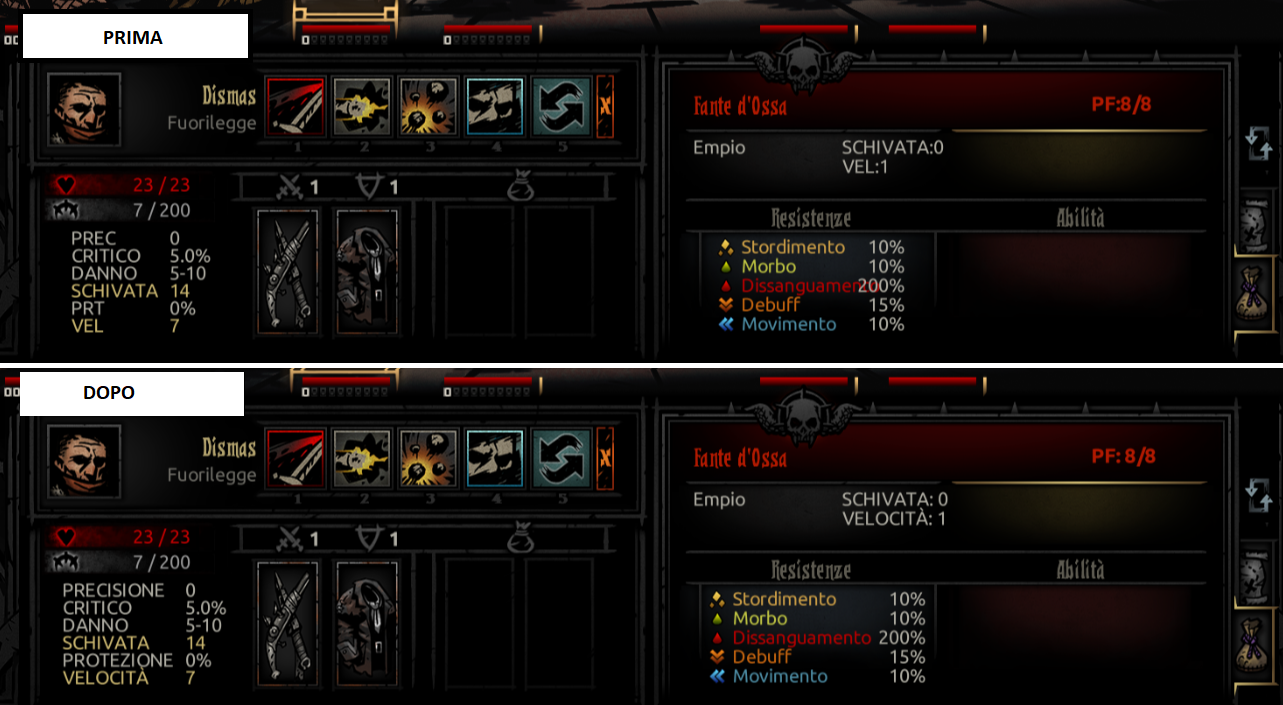 PRIMA
0 0
Dismas
Fuorilegge
1 2 3 4 5
23 / 23
7 / 200
1 1
PREC 0
CRITICO 5.0%
DANNO 5-10
SCHIVATA 14
PRT 0%
VEL 7
Fante d'Ossa PF:8/8
Empio SCHIVATA:0
VEL:1
Resistenze Abilità
Stordimento 10%
Morbo 10%
Dissanguamento 200%
Debuff 15%
Movimento 10%
DOPO
0 0
Dismas
Fuorilegge
1 2 3 4 5
23 / 23
7 / 200
1 1
PRECISIONE 0
CRITICO 5.0%
DANNO 5-10
SCHIVATA 14
PROTEZIONE 0%
VELOCITÀ 7
Fante d'Ossa PF: 8/8
Empio SCHIVATA: 0
VELOCITÀ: 1
Resistenze Abilità
Stordimento 10%
Morbo 10%
Dissanguamento 200%
Debuff 15%
Movimento 10%